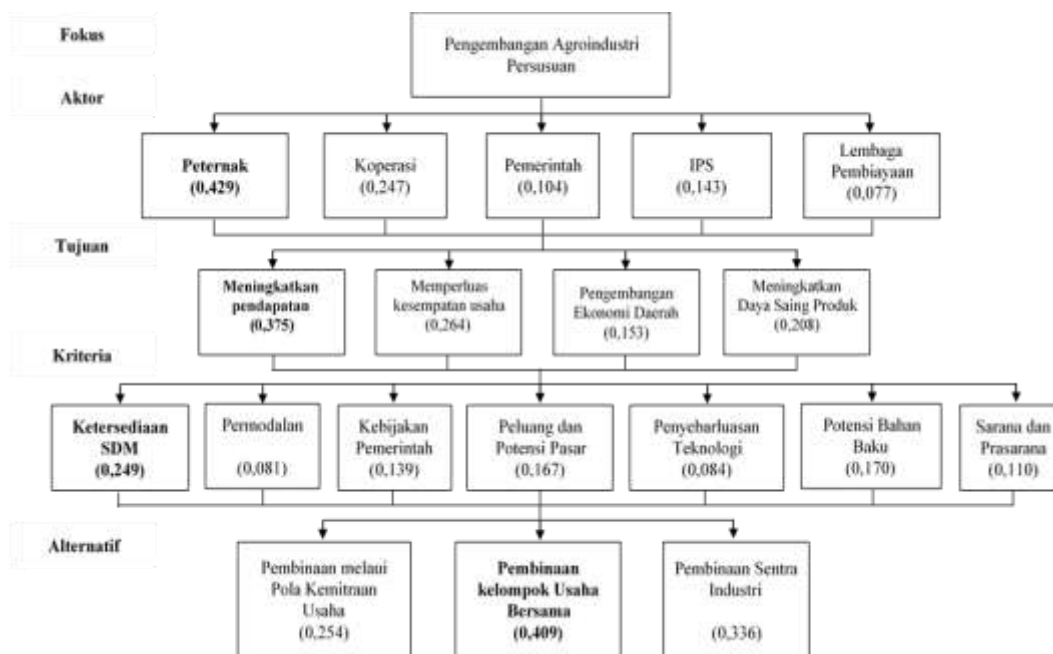 Fokus
Pengembangan Agroindustri
Persusuan
Aktor
Peternak
(0,429)
Koperasi
(0,247)
Pemerintah
(0,104)
IPS
(0,143)
Lembaga
Pembiayaan
(0,077)
Tujuan
Meningkatkan
pendapatan
(0,375)
Memperluas
kesempatan usaha
(0,264)
Pengembangan
Ekonomi Daerah
(0,153)
Meningkatkan
Daya Saing Produk
(0,208)
Kriteria
Ketersediaan
SDM
(0,249)
Permodalan
(0,081)
Kebijakan
Pemerintah
(0,139)
Peluang dan
Potensi Pasar
(0,167)
Penyebarluasan
Teknologi
(0,084)
Potensi Bahan
Baku
(0,170)
Sarana dan
Prasarana
(0,110)
Alternatif
Pembinaan melaui
Pola Kemitraan
Usaha
(0,254)
Pembinaan
kelompok Usaha
Bersama
(0,409)
Pembinaan Sentra
Industri
(0,336)